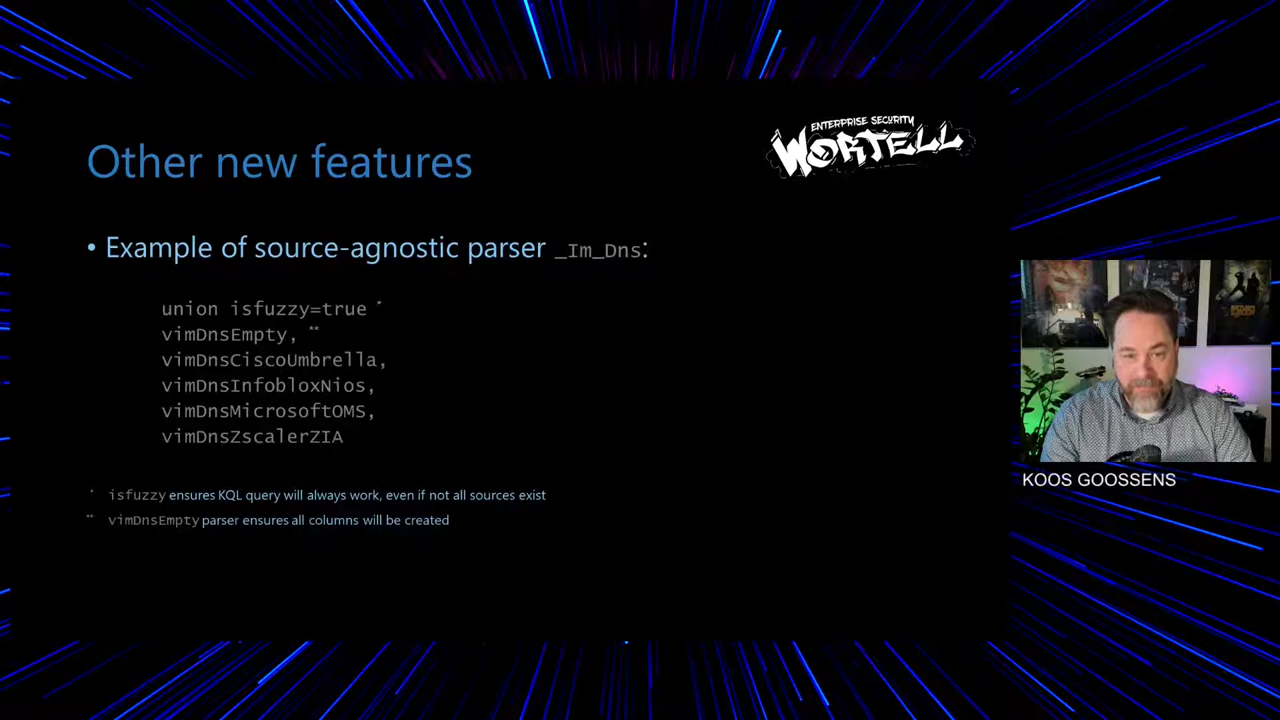 ENTERPRISE SECURITY
WORTELL
Other new features
• Example of source-agnostic parser _Im_Dns:
union isfuzzy=true *
vimDnsEmpty, **
vimDnsCiscoUmbrella,
vimDnsInfobloxNios,
vimDnsMicrosoftOMS,
vimDnsZscalerZIA
* isfuzzy ensures KQL query will always work, even if not all sources exist
** vimDnsEmpty parser ensures all columns will be created
KOOS GOOSSENS